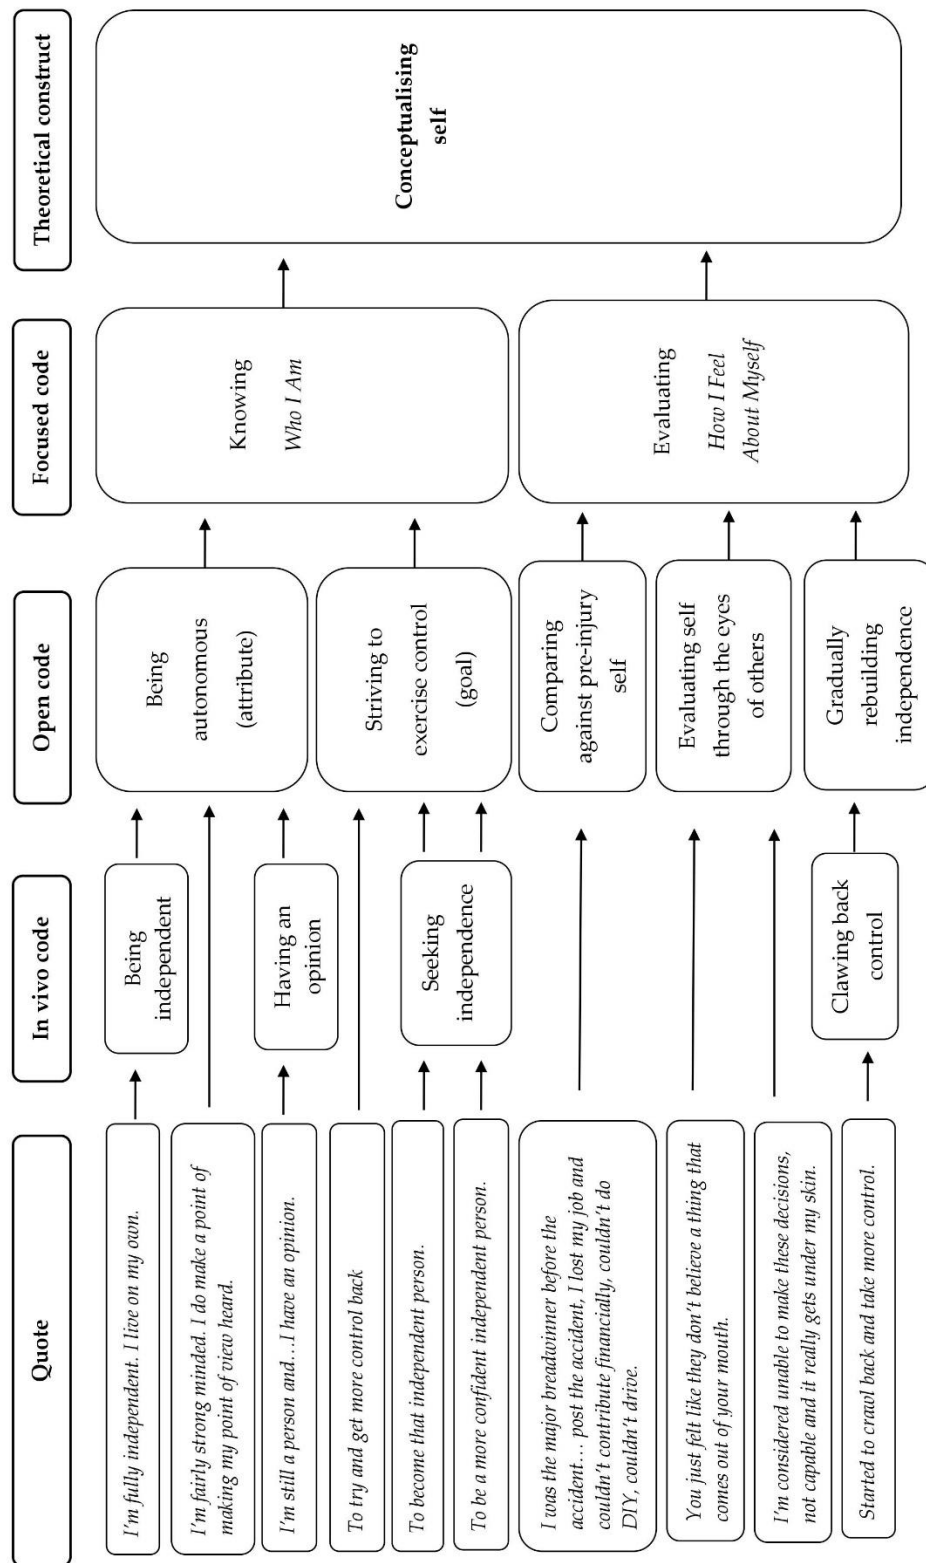 Quote
In vivo code
Open code
Focused code
Theoretical construct
I'm fully independent. I live on my own.
I'm fairly strong minded. I do make a point of
making my point of view heard.
I'm still a person and…I have an opinion.
To try and get more control back
To become that independent person.
To be a more confident independent person.
I was the major breadwinner before the
accident… post the accident, I lost my job and
couldn't contribute financially, couldn't do
DIY, couldn't drive.
You just felt like they don't believe a thing that
comes out of your mouth.
I'm considered unable to make these decisions,
not capable and it really gets under my skin.
Started to crawl back and take more control.
Being
independent
Having an
opinion
Seeking
independence
Clawing back
control
Being
autonomous
(attribute)
Striving to
exercise control
(goal)
Comparing
against pre-injury
self
Evaluating self
through the eyes
of others
Gradually
rebuilding
independence
Knowing
Who I Am
Evaluating
How I Feel
About Myself
Conceptualising
self